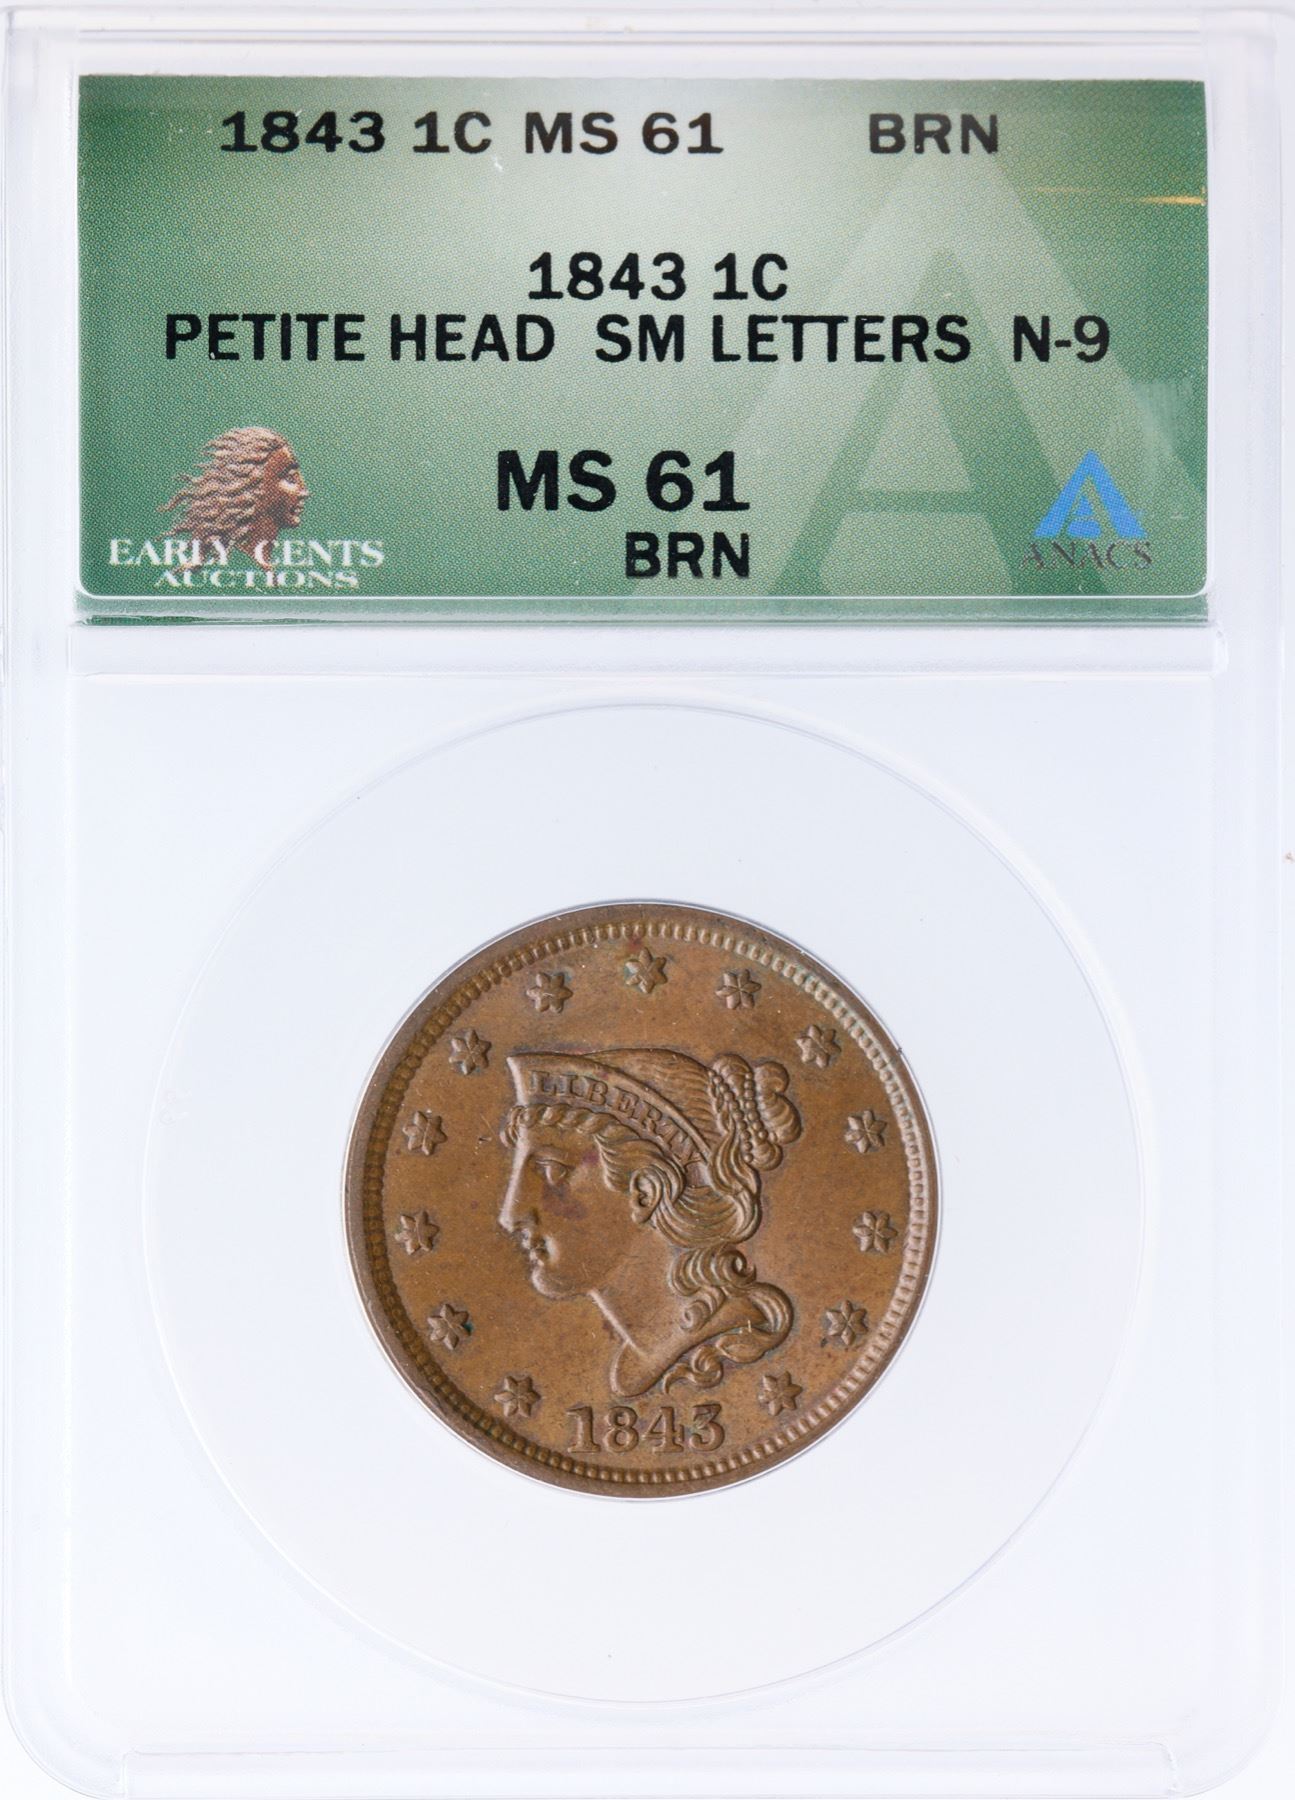 1843 1C MS 61 BRN
1843 1C
PETITE HEAD SM LETTERS N-9
MS 61
BRN
EARLY CENTS
AUCTIONS
ANACS
LIBERTY
1843